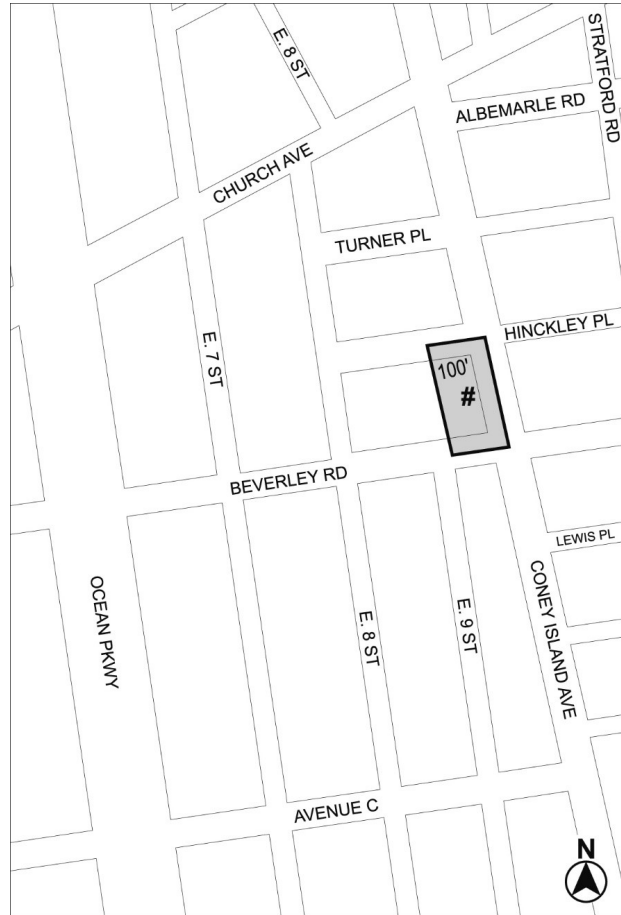 E. 8 ST
STRATFORD RD
ALBEMARLE RD
CHURCH AVE
TURNER PL
HINCKLEY PL
E. 7 ST
100'
#
BEVERLEY RD
LEWIS PL
OCEAN PKWY
E. 8 ST
E. 9 ST
CONEY ISLAND AVE
AVENUE C
N